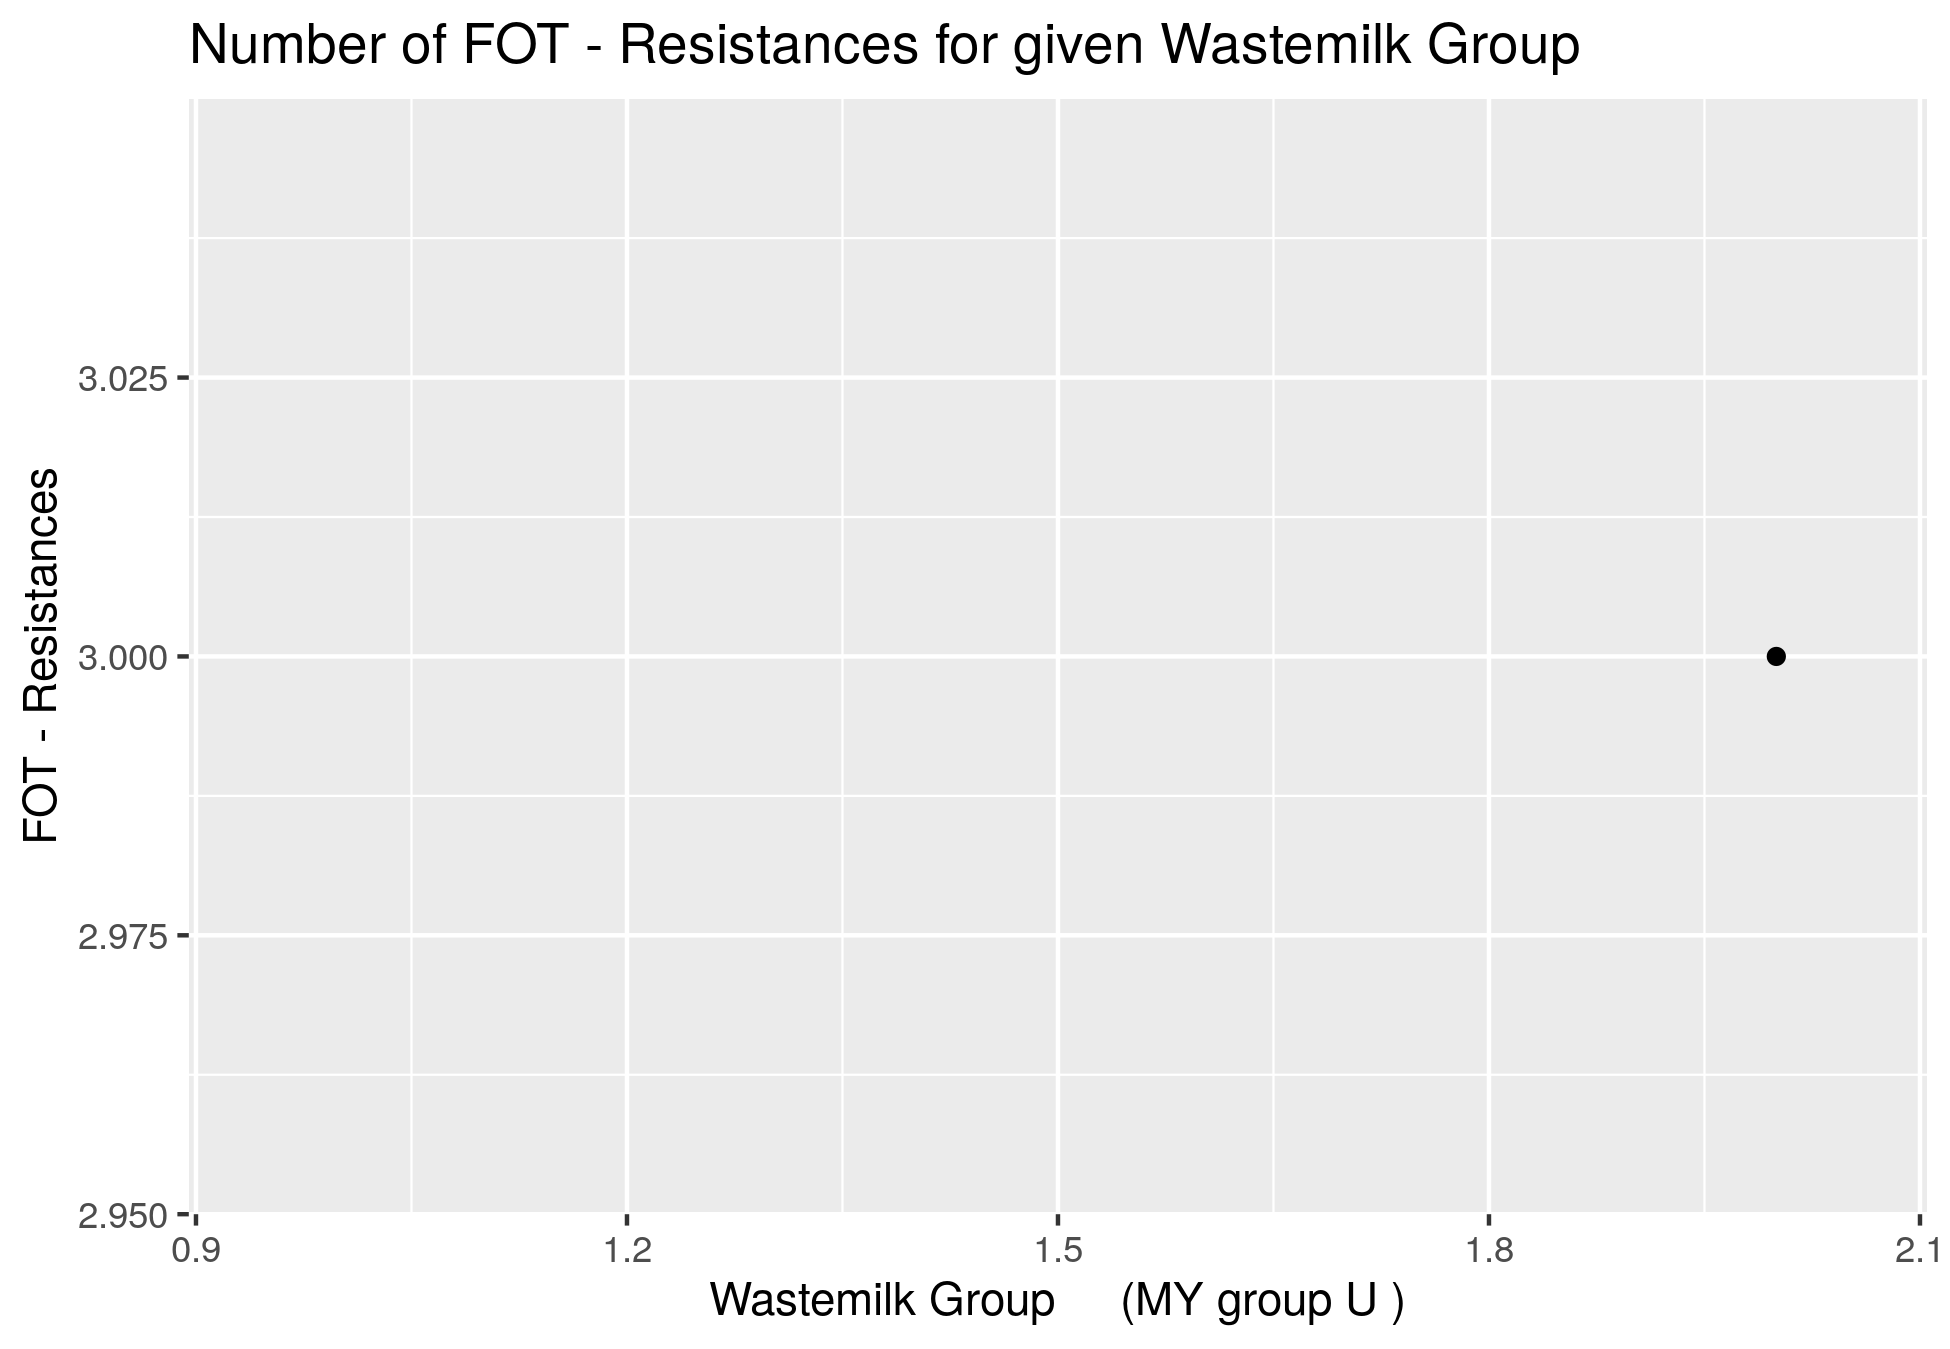 Number of FOT - Resistances for given Wastemilk Group
FOT - Resistances
3.025
3.000
2.975
2.950
0.9 1.2 1.5 1.8 2.1
Wastemilk Group (MY group U )